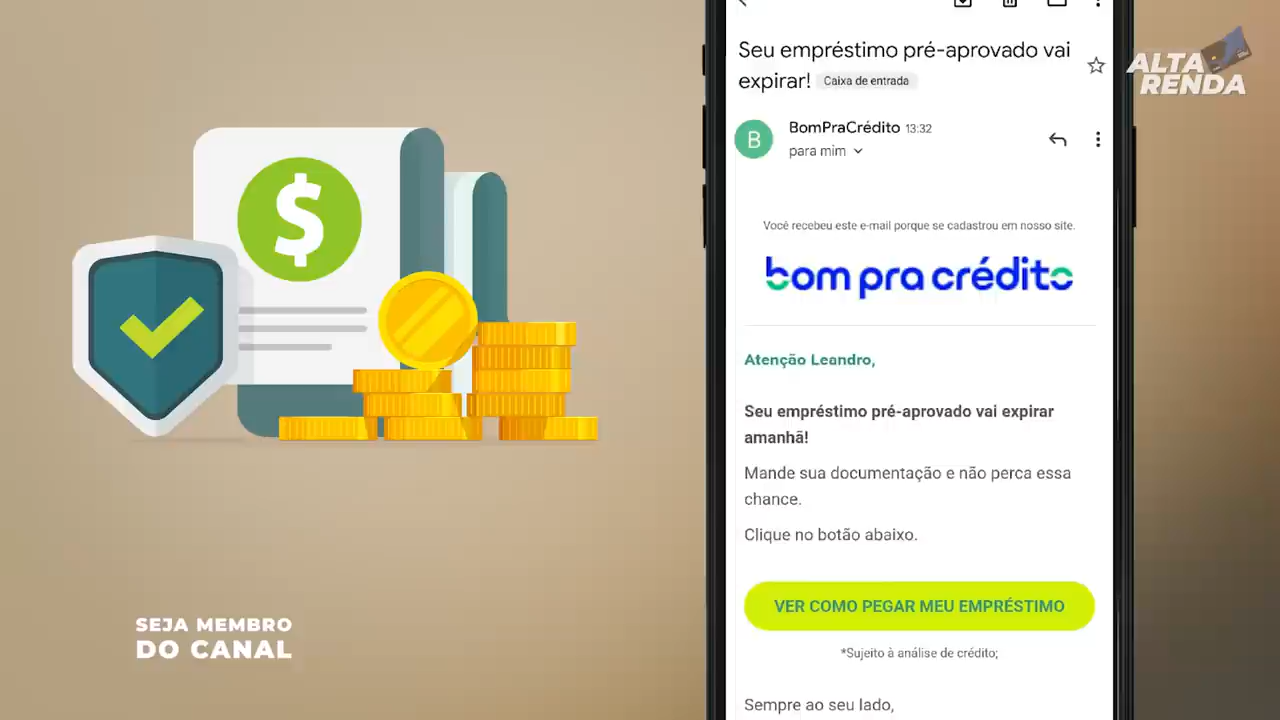 Seu empréstimo pré-aprovado vai
expirar! Caixa de entrada
ALTA
RENDA
B
BomPraCrédito 13:32
para mim
Você recebeu este e-mail porque se cadastrou em nosso site.
bom pra crédito
Atenção Leandro,
Seu empréstimo pré-aprovado vai expirar
amanhã!
Mande sua documentação e não perca essa
chance.
Clique no botão abaixo.
VER COMO PEGAR MEU EMPRÉSTIMO
*Sujeito à análise de crédito;
Sempre ao seu lado,
$
SEJA MEMBRO
DO CANAL